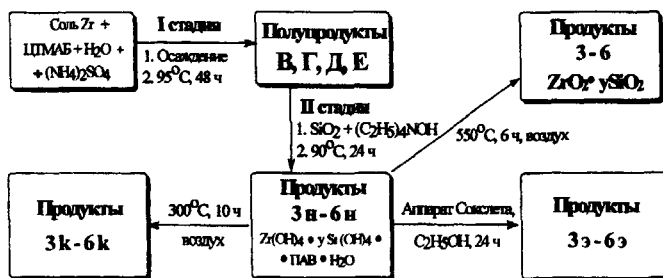 Соль Zr +
ЦТМАБ + H2O +
+ (NH4)2SO4
I стадия
1. Осаждение
2. 95°C, 48 ч
Полупродукты
В, Г, Д, Е
Продукты
3 - 6
ZrO2• ySiO2
II стадия
1. SiO2 + (C2H5)4NOH
2. 90°C, 24 ч
550°C, 6 ч, воздух
Продукты
3k - 6k
300°C, 10 ч
воздух
Продукты
3н - 6н
Zr(OH)4 • y Si (OH)4 •
• ПАВ • H2O
Аппарат Сокслета,
C2H5OH, 24 ч
Продукты
3э - 6э